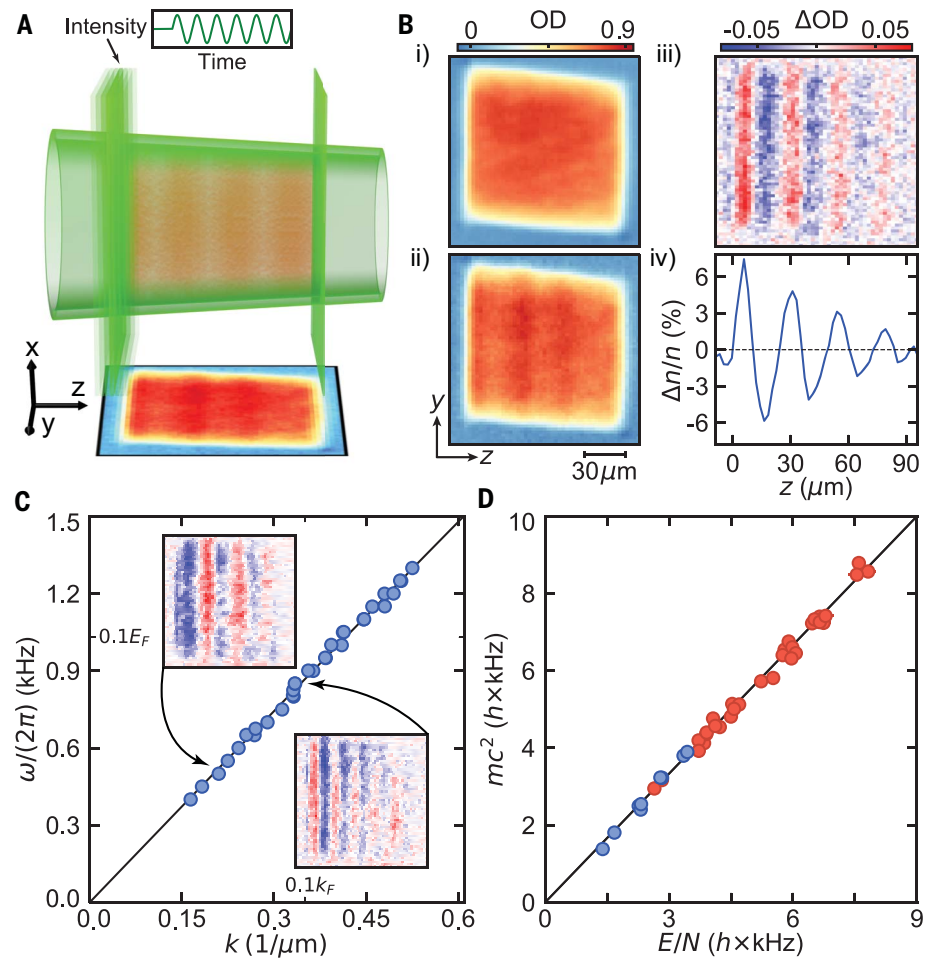 A
Intensity
Time
x
z
y
B
OD
0
0.9
ΔOD
-0.05
0.05
i)
ii)
y
z
30μm
iii)
iv)
Δn/n (%)
6
3
0
-3
-6
0
30
60
90
z (μm)
C
ω/(2π) (kHz)
1.5
1.2
0.9
0.6
0.3
0.0
0.1E_F
0.1k_F
0.0
0.15
0.3
0.45
0.6
k (1/μm)
D
mc² (h×kHz)
10
8
6
4
2
0
0
3
6
9
E/N (h×kHz)